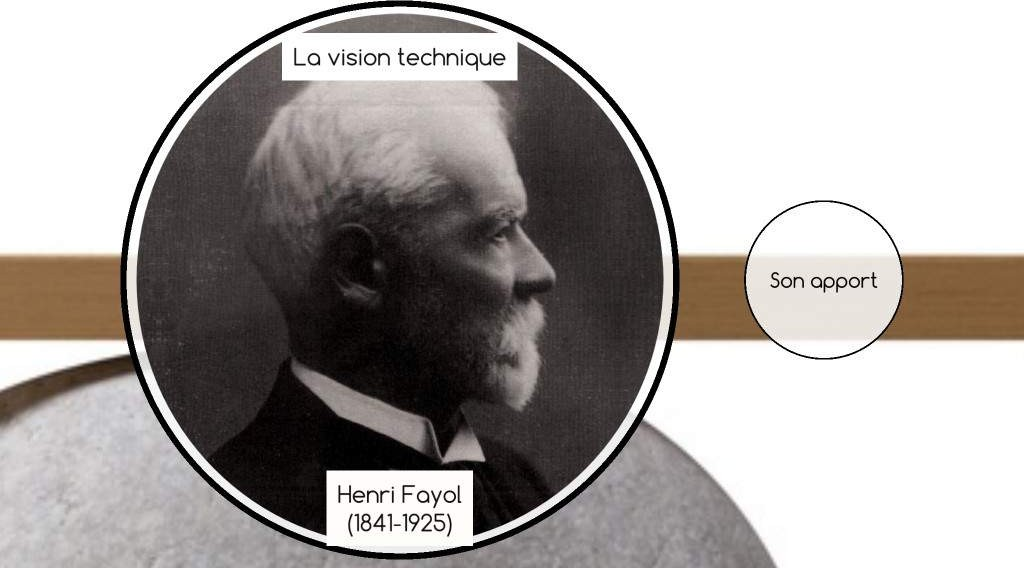 La vision technique
Son apport
Henri Fayol
(1841-1925)